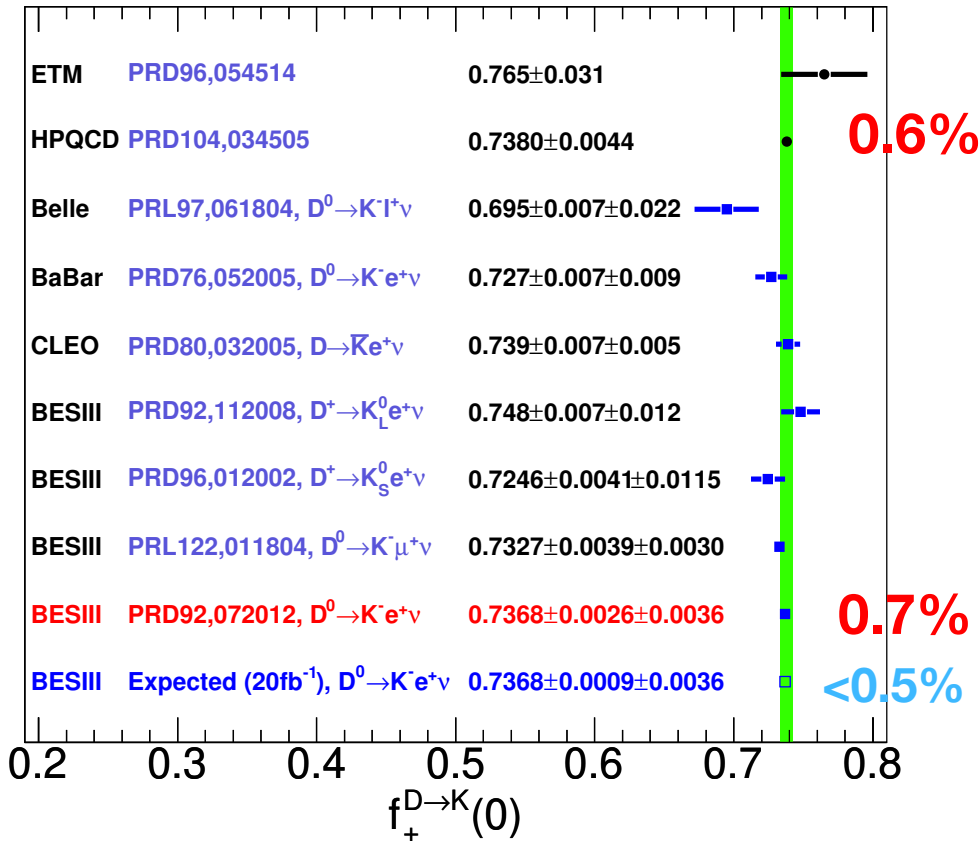 ETM PRD96,054514 0.765±0.031
HPQCD PRD104,034505 0.7380±0.0044 0.6%
Belle PRL97,061804, D⁰→K⁻l⁺ν 0.695±0.007±0.022
BaBar PRD76,052005, D⁰→K⁻e⁺ν 0.727±0.007±0.009
CLEO PRD80,032005, D→K̅e⁺ν 0.739±0.007±0.005
BESIII PRD92,112008, D⁺→K⁰_L e⁺ν 0.748±0.007±0.012
BESIII PRD96,012002, D⁺→K⁰_S e⁺ν 0.7246±0.0041±0.0115
BESIII PRL122,011804, D⁰→K⁻μ⁺ν 0.7327±0.0039±0.0030
BESIII PRD92,072012, D⁰→K⁻e⁺ν 0.7368±0.0026±0.0036 0.7%
BESIII Expected (20fb⁻¹), D⁰→K⁻e⁺ν 0.7368±0.0009±0.0036 <0.5%
0.2 0.3 0.4 0.5 0.6 0.7 0.8
f₊^{D→K}(0)